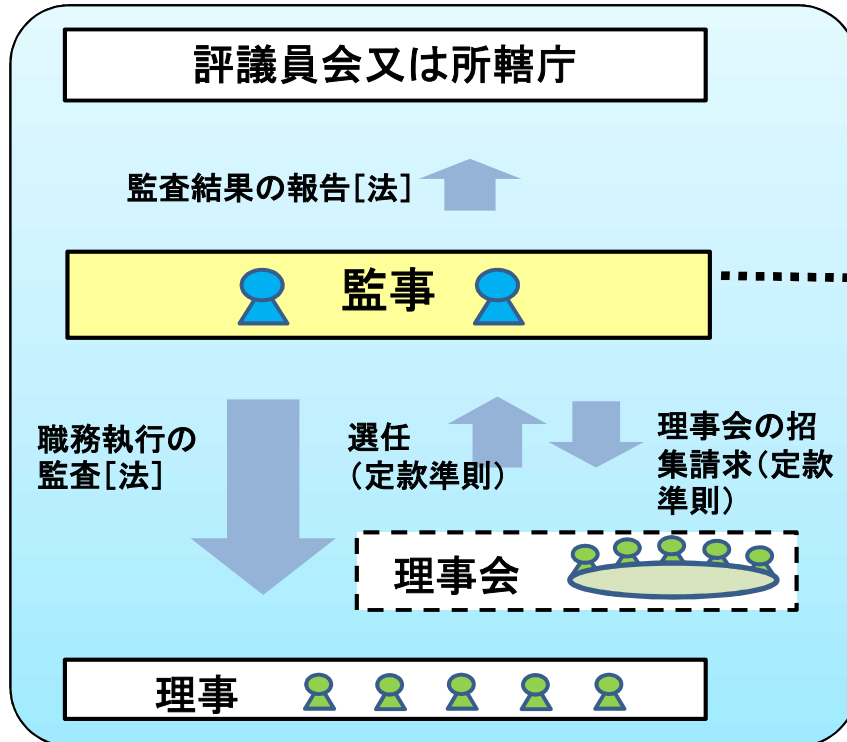 評議員会又は所轄庁
監査結果の報告[法]
監事
職務執行の
監査[法]
選任
(定款準則)
理事会の招
集請求(定款
準則)
理事会
理事